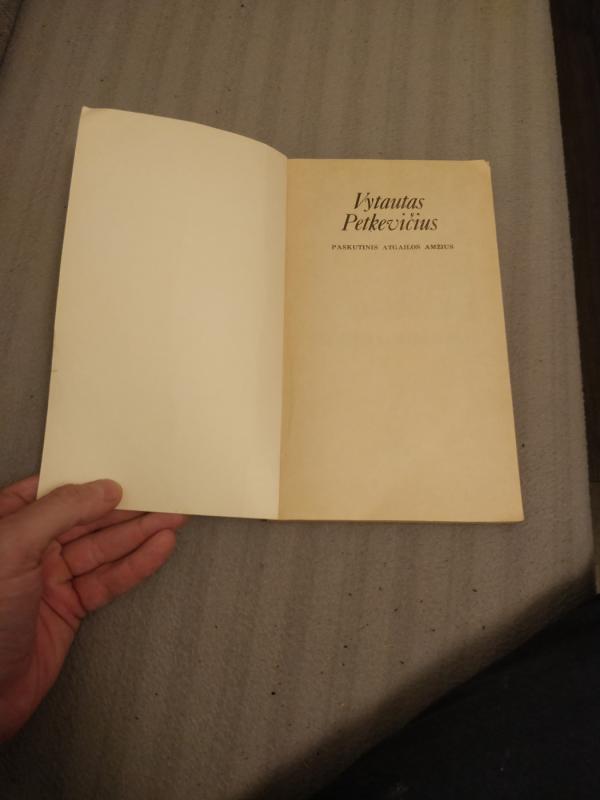 Vytautas
Petkevičius
PASKUTINIS ATGAILOS AMŽIUS